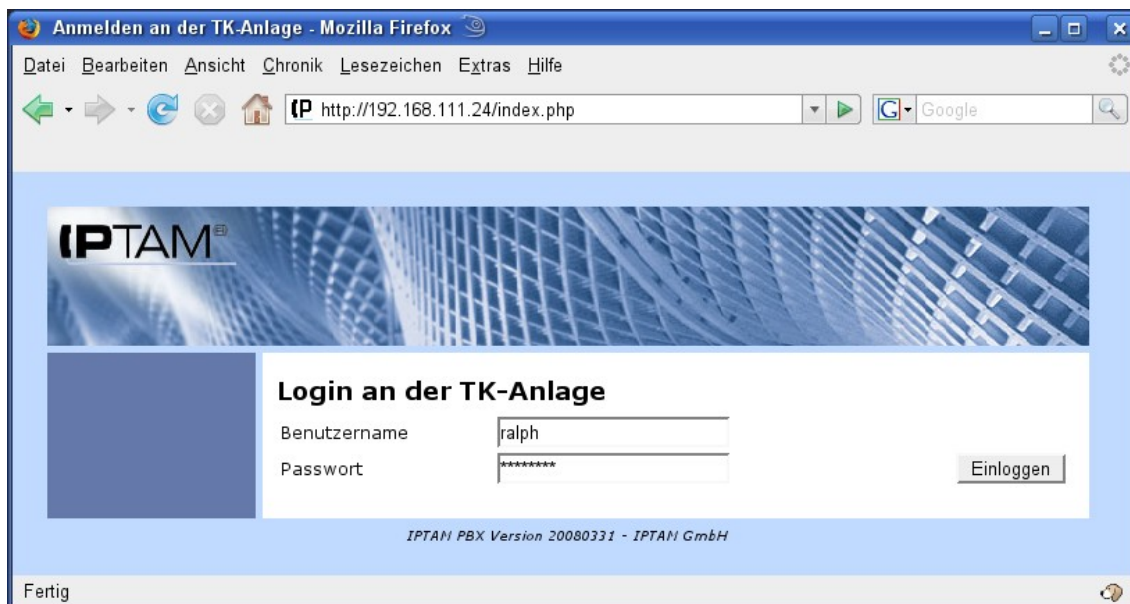 Anmelden an der TK-Anlage - Mozilla Firefox
Datei Bearbeiten Ansicht Chronik Lesezeichen Extras Hilfe
http://192.168.111.24/index.php G Google
IPTAM®
Login an der TK-Anlage
Benutzername ralph
Passwort ******** Einloggen
IPTAM PBX Version 20080331 - IPTAM GmbH
Fertig